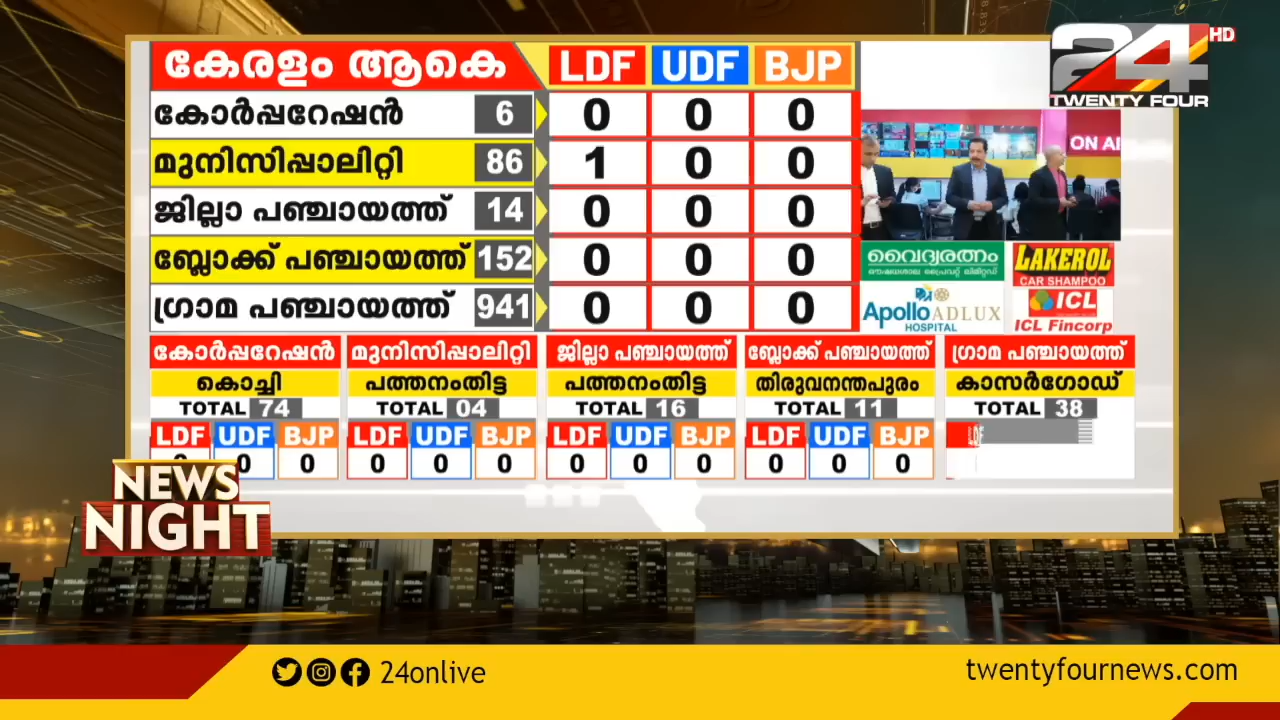 24 HD
TWENTY FOUR
കേരളം ആകെ LDF UDF BJP
കോർപ്പറേഷൻ 6 0 0 0
മുനിസിപ്പാലിറ്റി 86 1 0 0
ജില്ലാ പഞ്ചായത്ത് 14 0 0 0
ബ്ലോക്ക് പഞ്ചായത്ത് 152 0 0 0
ഗ്രാമ പഞ്ചായത്ത് 941 0 0 0
വൈദ്യരത്നം
ഔഷധശാല പ്രൈവറ്റ് ലിമിറ്റഡ്
LAKEROL
CAR SHAMPOO
Apollo ADLUX
HOSPITAL
ICL
ICL Fincorp
കോർപ്പറേഷൻ മുനിസിപ്പാലിറ്റി ജില്ലാ പഞ്ചായത്ത് ബ്ലോക്ക് പഞ്ചായത്ത് ഗ്രാമ പഞ്ചായത്ത്
കൊച്ചി പത്തനംതിട്ട പത്തനംതിട്ട തിരുവനന്തപുരം കാസർഗോഡ്
TOTAL 74 TOTAL 04 TOTAL 16 TOTAL 11 TOTAL 38
LDF UDF BJP LDF UDF BJP LDF UDF BJP LDF UDF BJP
0 0 0 0 0 0 0 0 0 0 0
NEWS
NIGHT
24onlive
twentyfournews.com